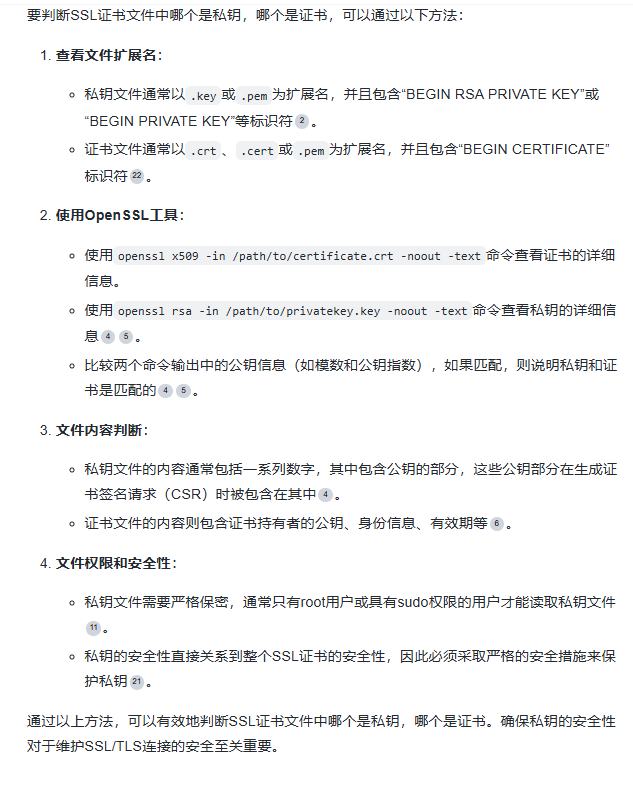 要判断SSL证书文件中哪个是私钥，哪个是证书，可以通过以下方法：
1. 查看文件扩展名：
私钥文件通常以 .key 或 .pem 为扩展名，并且包含“BEGIN RSA PRIVATE KEY”或
“BEGIN PRIVATE KEY”等标识符 2 。
证书文件通常以 .crt 、 .cert 或 .pem 为扩展名，并且包含“BEGIN CERTIFICATE”
标识符 22 。
2. 使用OpenSSL工具：
使用 openssl x509 -in /path/to/certificate.crt -noout -text 命令查看证书的详细
信息。
使用 openssl rsa -in /path/to/privatekey.key -noout -text 命令查看私钥的详细信
息 4 5 。
比较两个命令输出中的公钥信息（如模数和公钥指数），如果匹配，则说明私钥和证
书是匹配的 4 5 。
3. 文件内容判断：
私钥文件的内容通常包括一系列数字，其中包含公钥的部分，这些公钥部分在生成证
书签名请求（CSR）时被包含在其中 4 。
证书文件的内容则包含证书持有者的公钥、身份信息、有效期等 6 。
4. 文件权限和安全性：
私钥文件需要严格保密，通常只有root用户或具有sudo权限的用户才能读取私钥文件
11 。
私钥的安全性直接关系到整个SSL证书的安全性，因此必须采取严格的安全措施来保
护私钥 21 。
通过以上方法，可以有效地判断SSL证书文件中哪个是私钥，哪个是证书。确保私钥的安全性
对于维护SSL/TLS连接的安全至关重要。